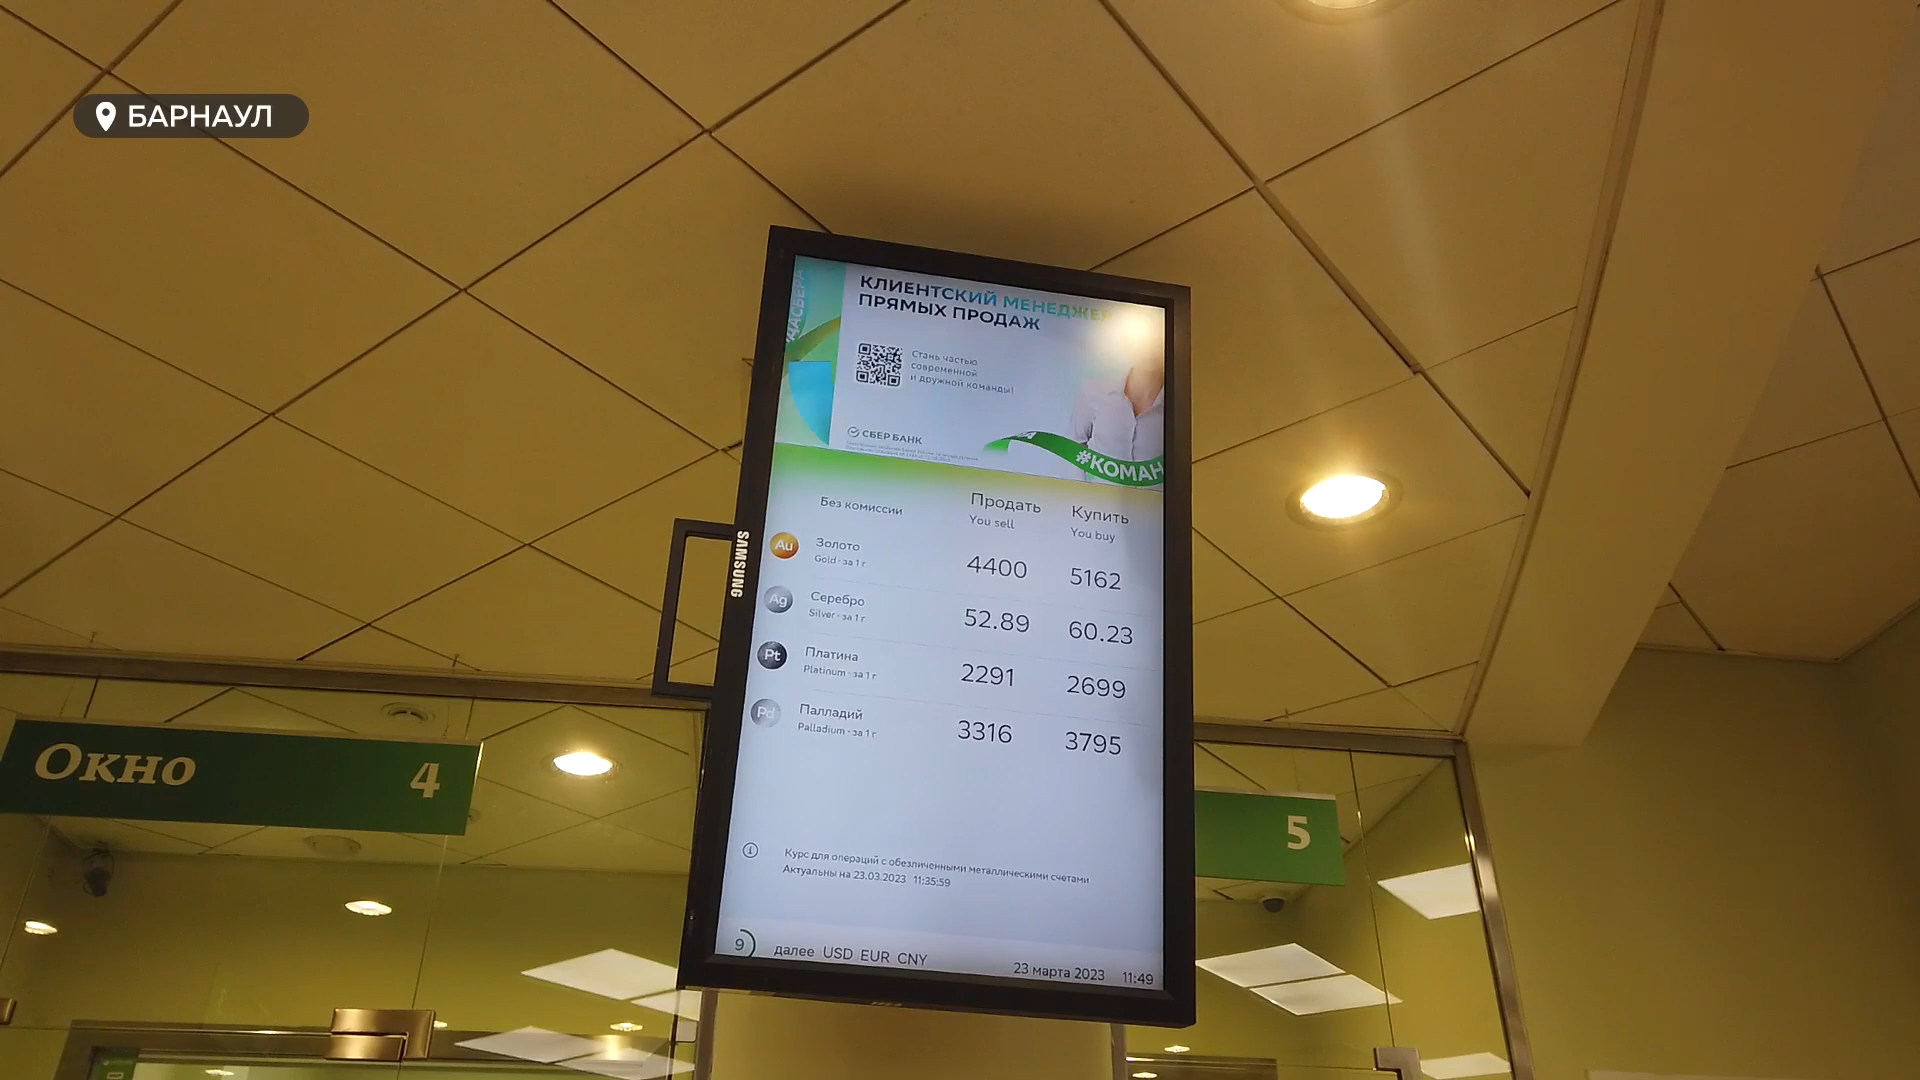 БАРНАУЛ
КЛИЕНТСКИЙ МЕНЕДЖЕР
ПРЯМЫХ ПРОДАЖ
Стань частью
современной
и дружной команды!
СБЕР БАНК
#КОМАН
ДАСБЕРА
Без комиссии
Продать Купить
You sell You buy
Au Золото 4400 5162
Gold - за 1 г
Ag Серебро 52.89 60.23
Silver - за 1 г
Pt Платина 2291 2699
Platinum - за 1 г
Pd Палладий 3316 3795
Palladium - за 1 г
Курс для операций с обезличенными металлическими счетами
Актуальны на 23.03.2023 11:35:59
9 далее USD EUR CNY
23 марта 2023 11:49
SAMSUNG
Окно 4
5